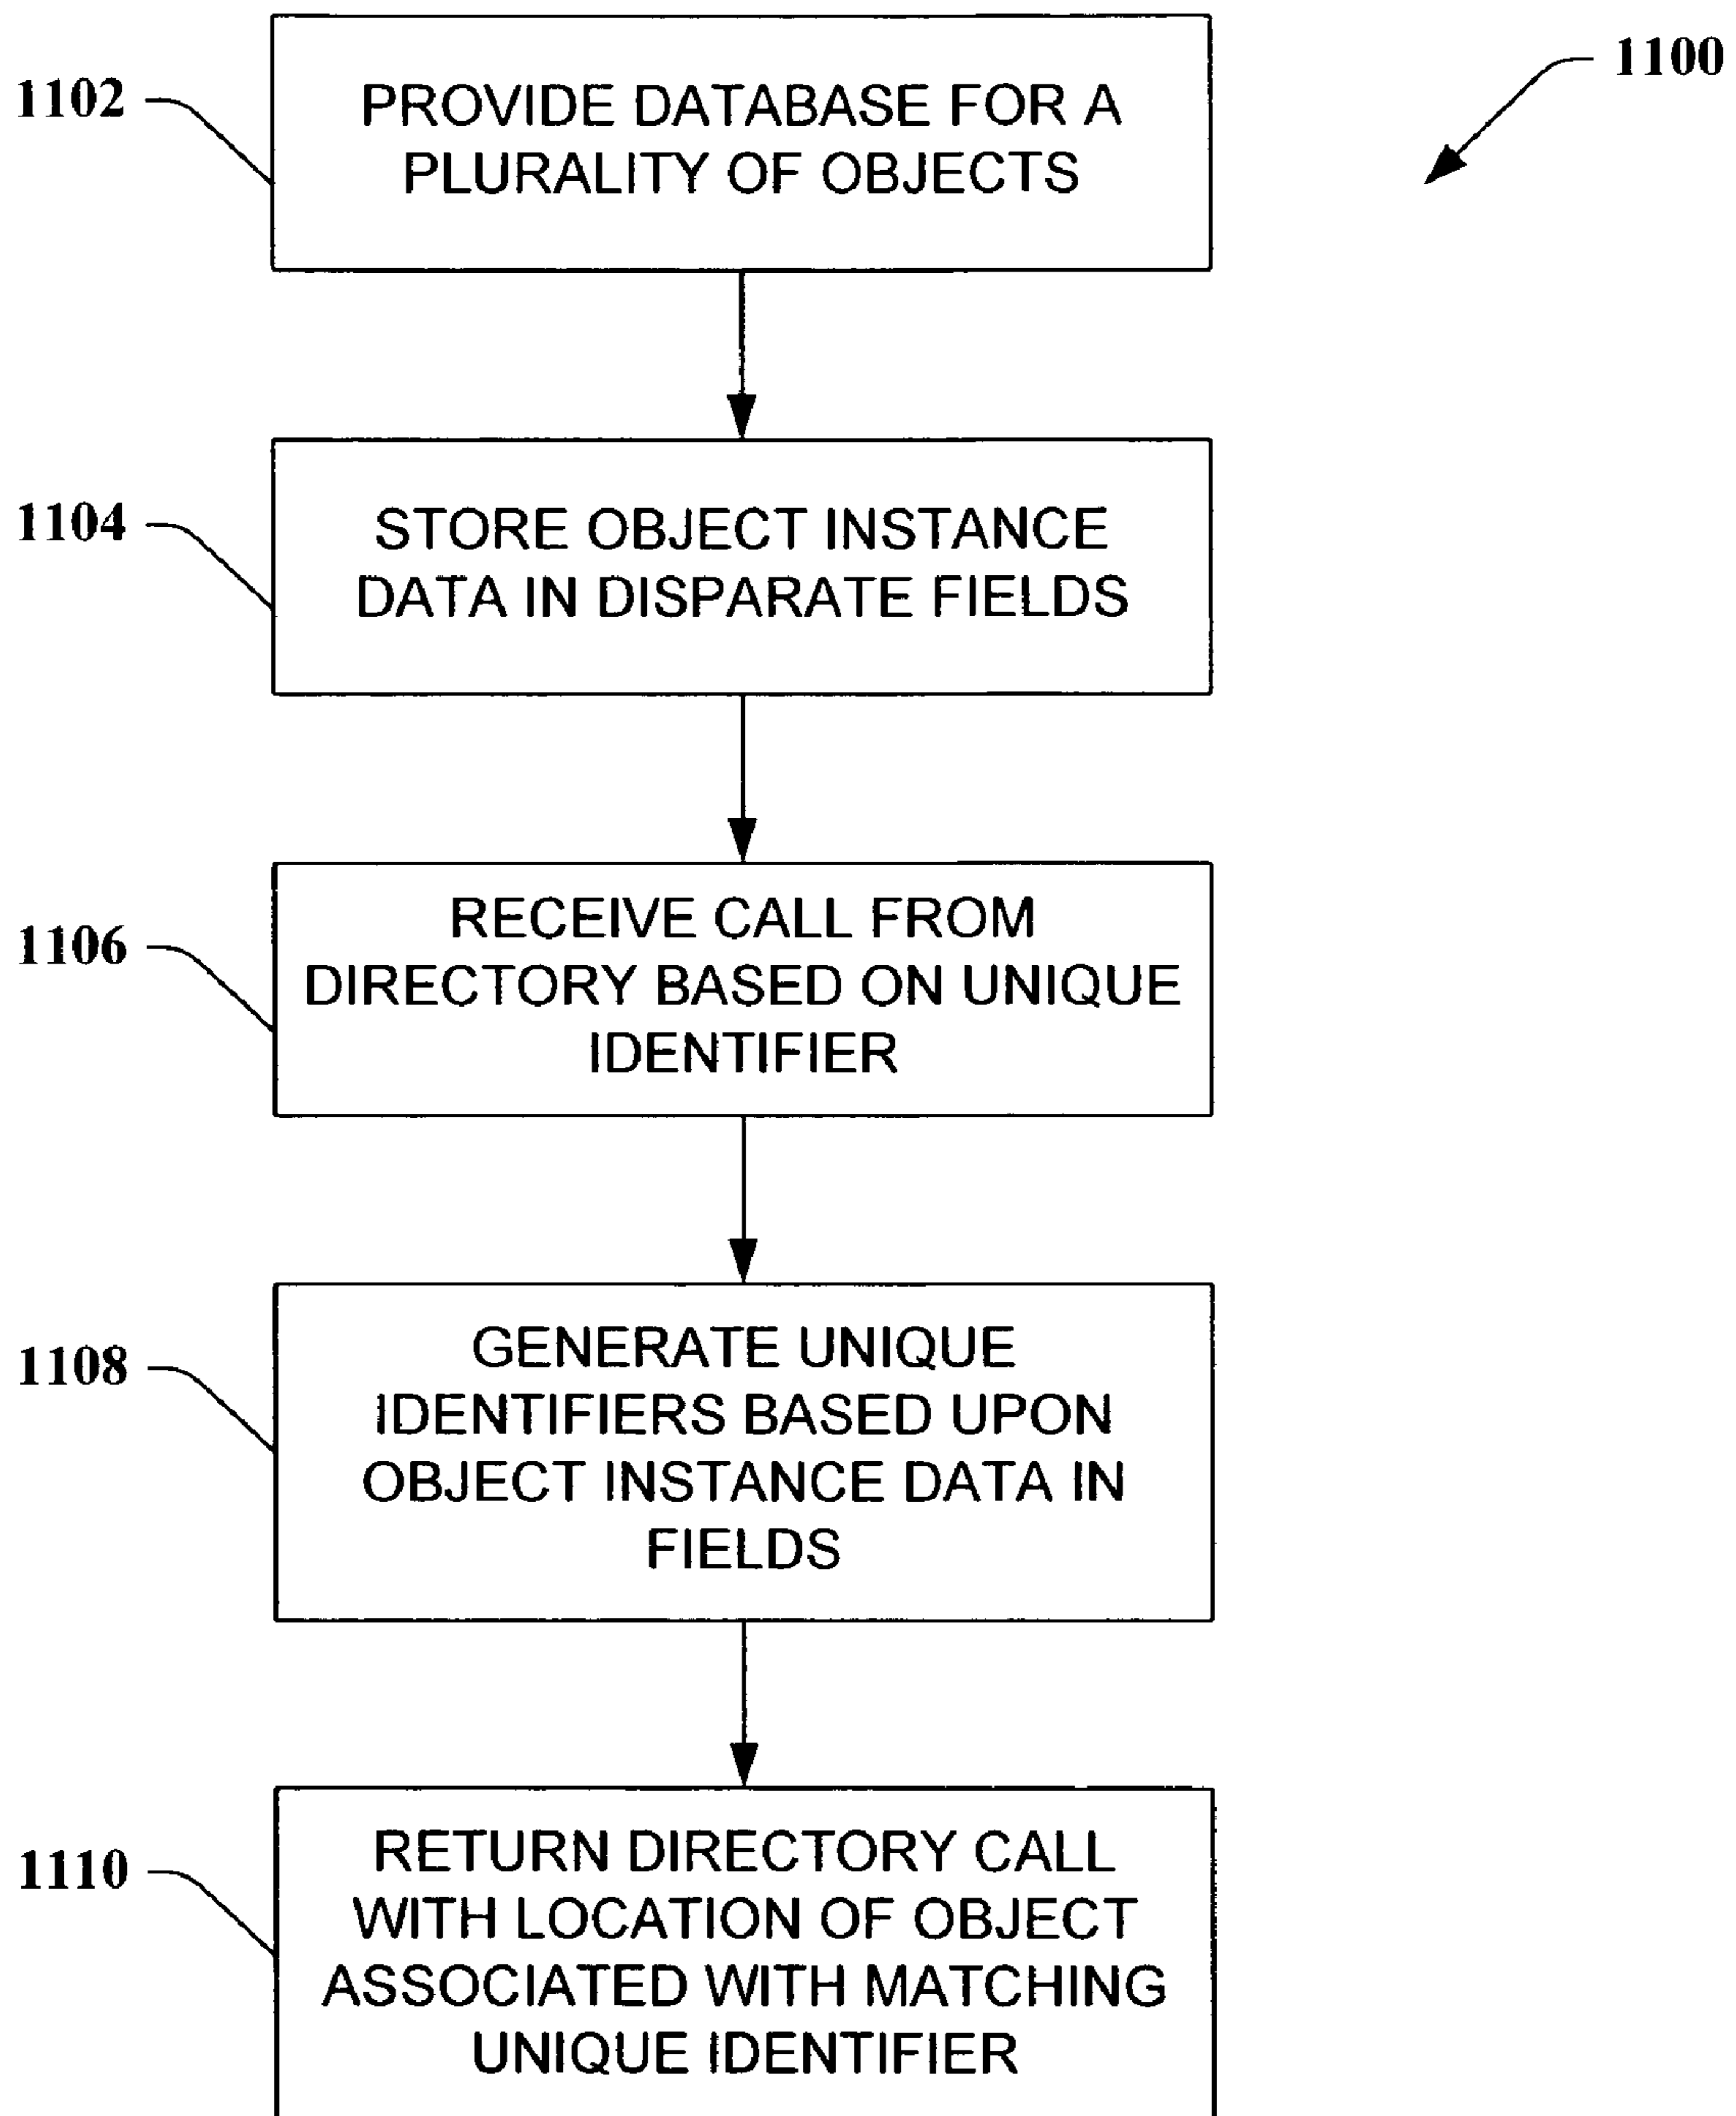 1100
1102
PROVIDE DATABASE FOR A
PLURALITY OF OBJECTS
1104
STORE OBJECT INSTANCE
DATA IN DISPARATE FIELDS
1106
RECEIVE CALL FROM
DIRECTORY BASED ON UNIQUE
IDENTIFIER
1108
GENERATE UNIQUE
IDENTIFIERS BASED UPON
OBJECT INSTANCE DATA IN
FIELDS
1110
RETURN DIRECTORY CALL
WITH LOCATION OF OBJECT
ASSOCIATED WITH MATCHING
UNIQUE IDENTIFIER